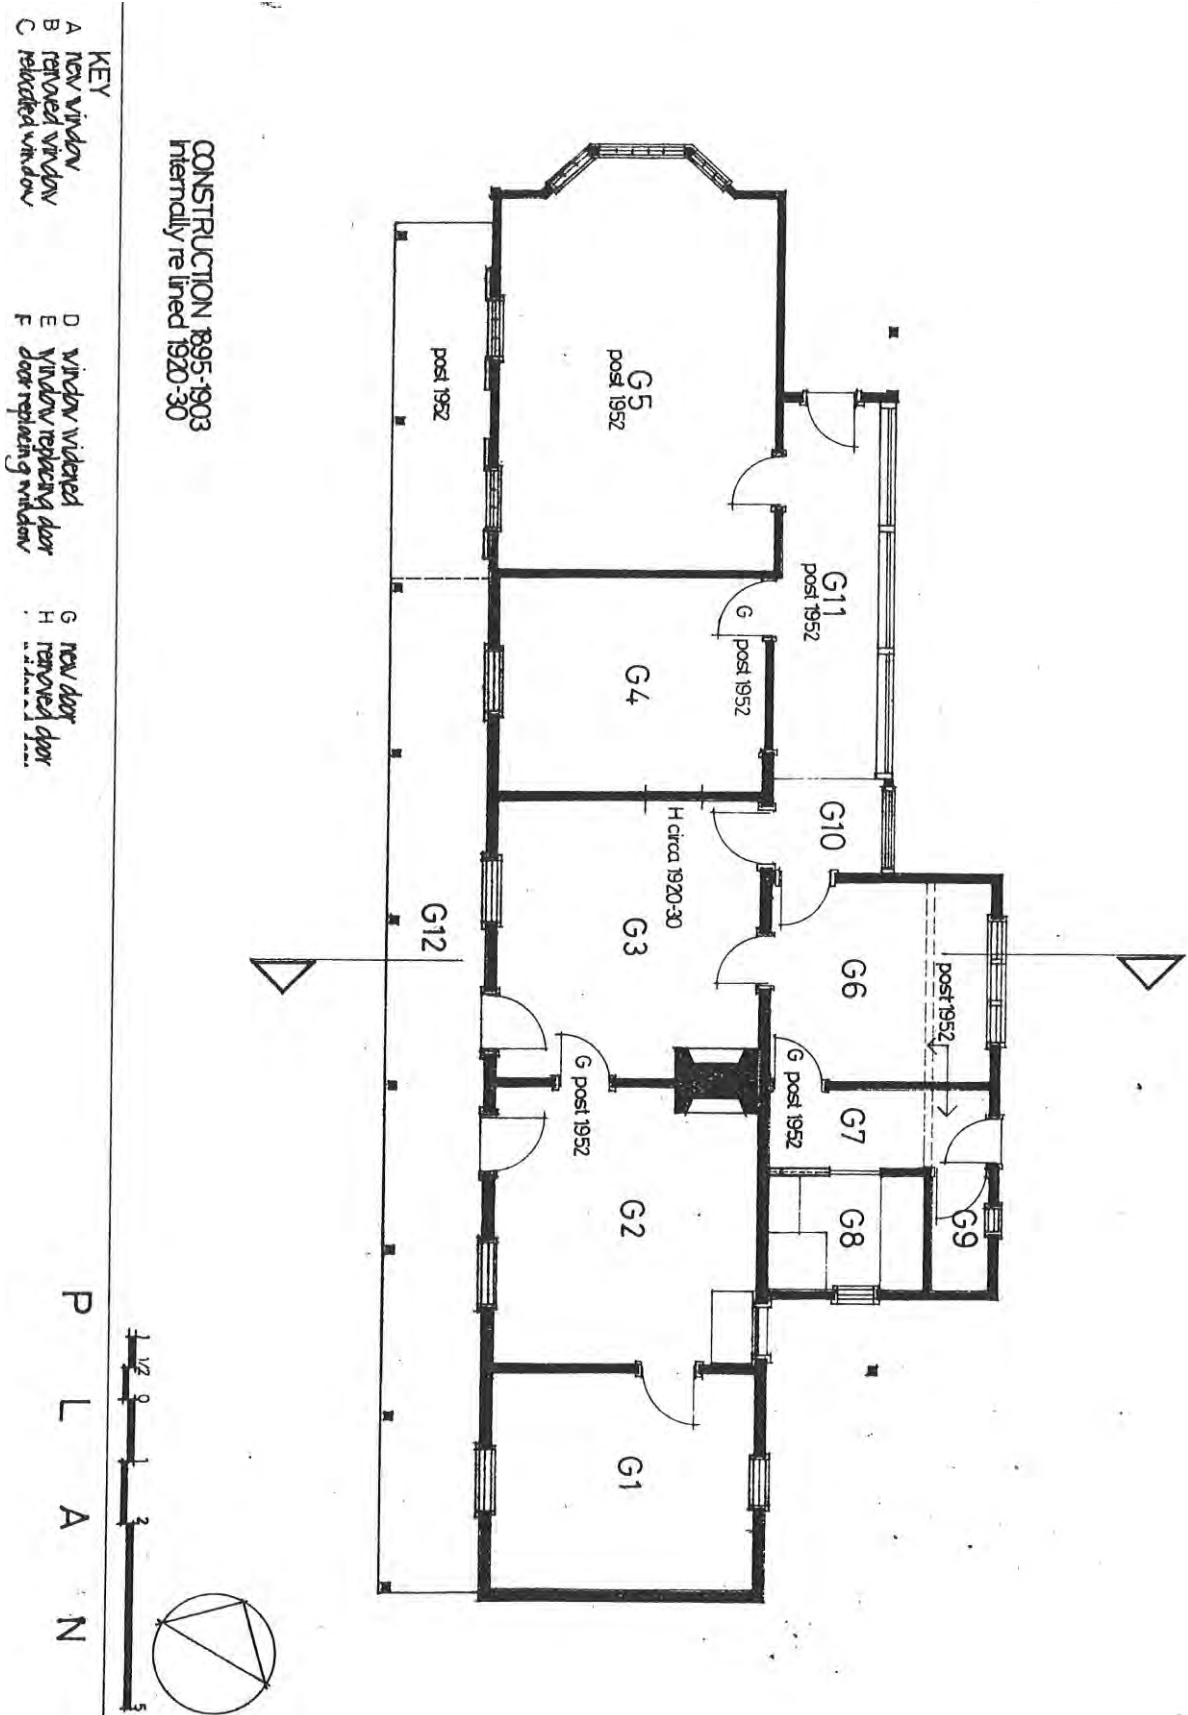 CONSTRUCTION 1895-1903
internally re lined 1920-30
G5
post 1952
post 1952
G11
post 1952
G
post 1952
G4
G10
H circa 1920-30
G3
G12
G6
post 1952
G post 1952
G post 1952
G7
G2
G8
G9
G1
KEY
A new window
B removed window
C relocated window
D window widened
E window replacing door
F door replacing window
G new door
H removed door
PLAN
1 1/2 0 1 2 5